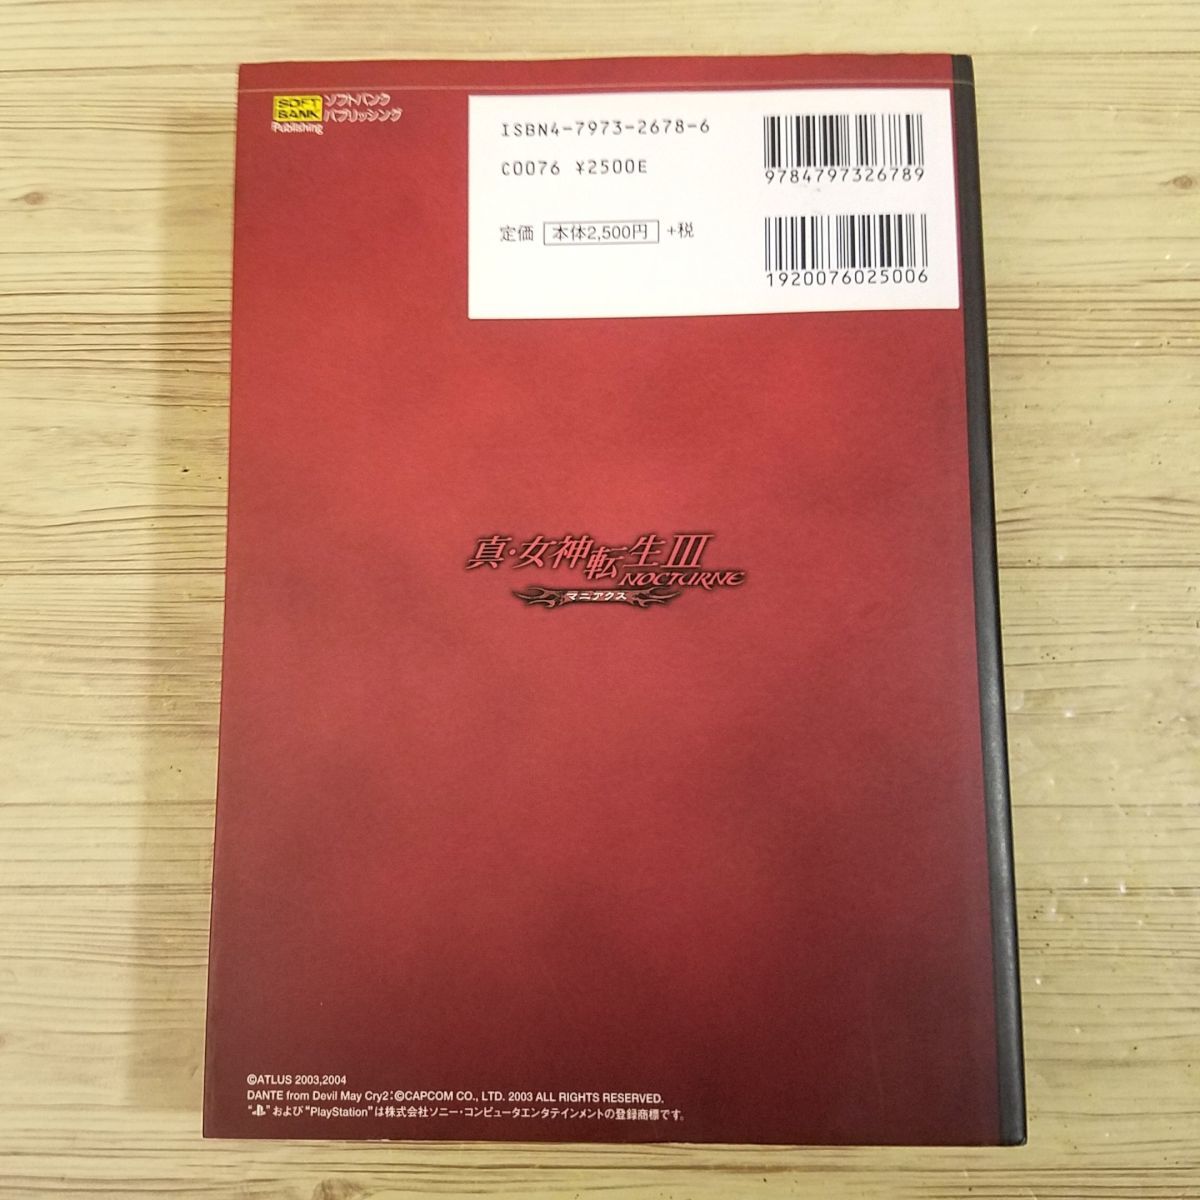 SOFT BANK Publishing
ソフトバンク
パブリッシング
ISBN4-7973-2678-6
C0076 ¥2500E
定価 本体2,500円 +税
9784797326789
1920076025006
真・女神転生III
NOCTURNE
マニアクス
©ATLUS 2003,2004
DANTE from Devil May Cry2:©CAPCOM CO., LTD. 2003 ALL RIGHTS RESERVED.
“PS”および“PlayStation”は株式会社ソニー・コンピュータエンタテインメントの登録商標です。